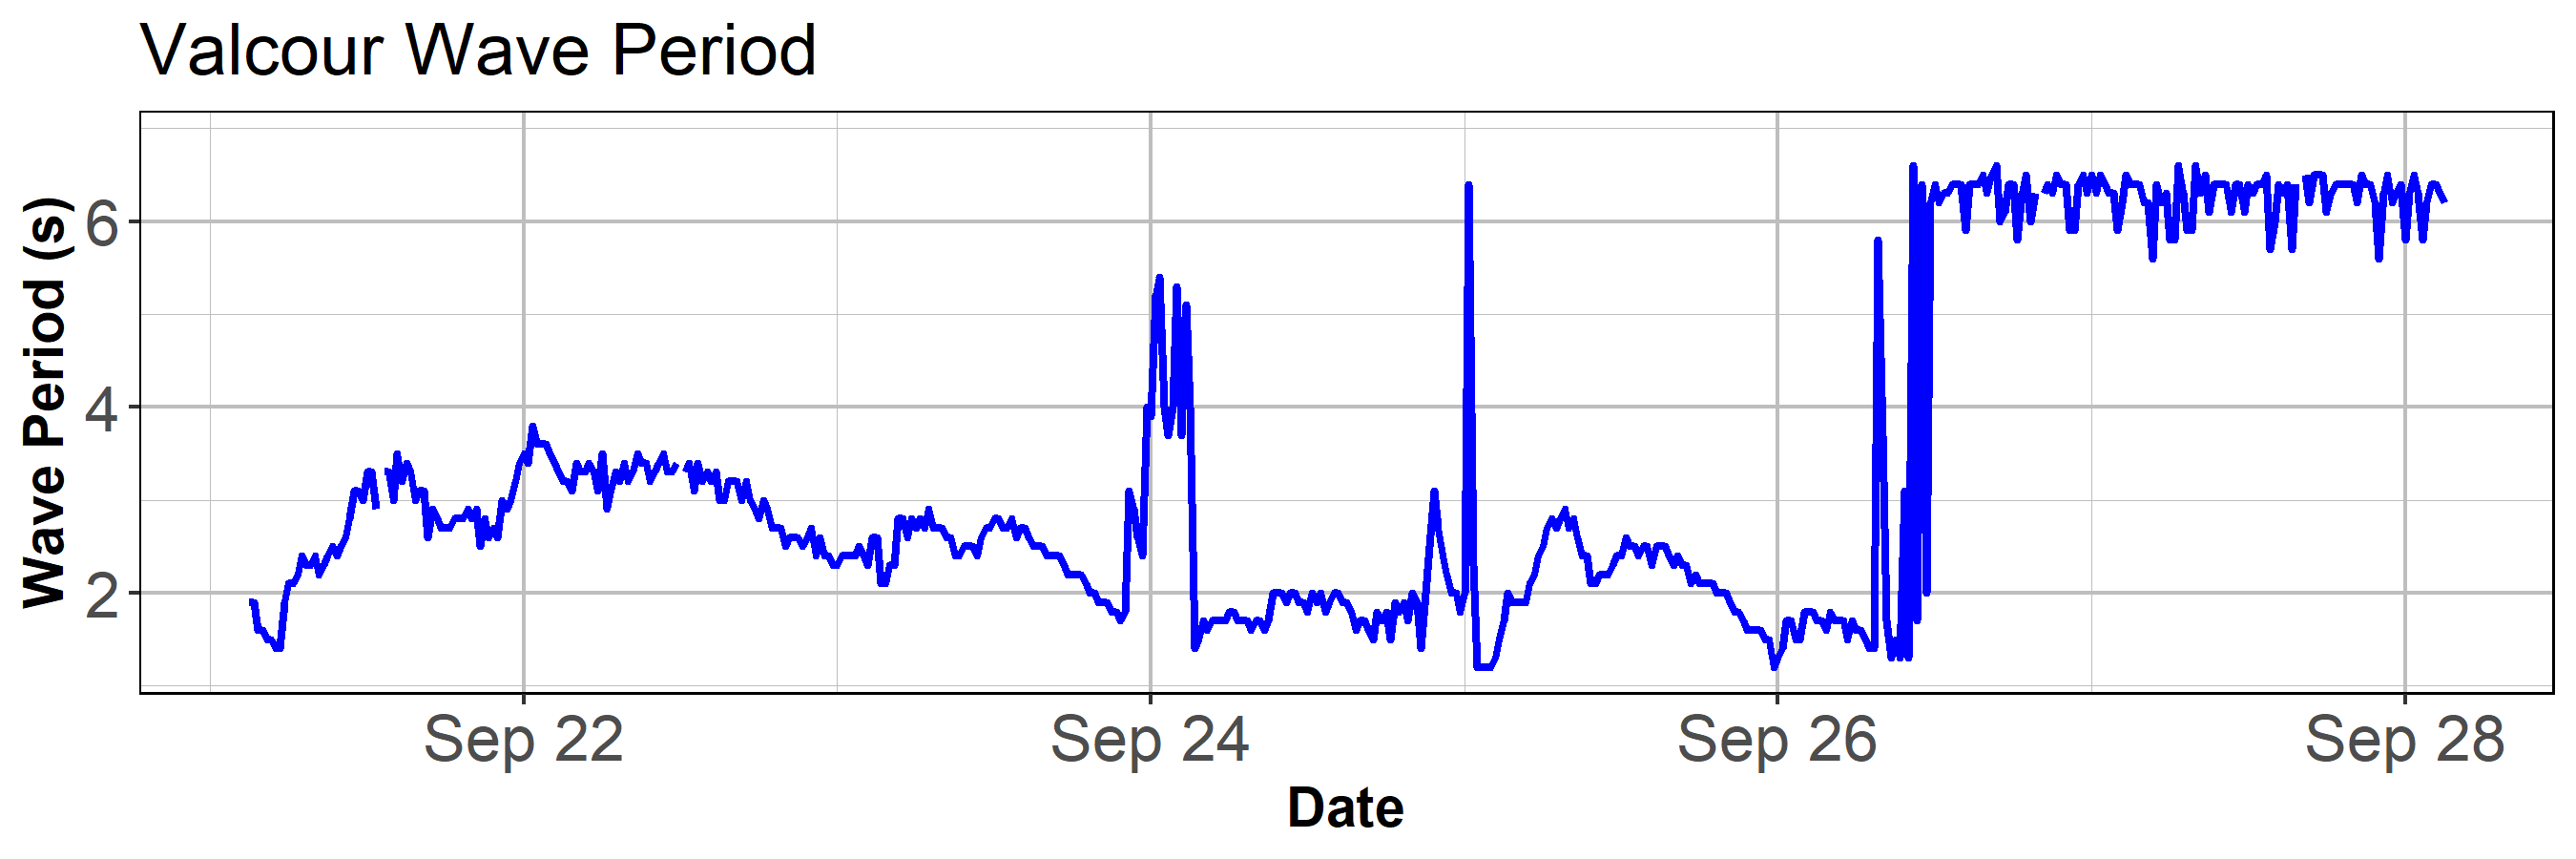 Valcour Wave Period
Wave Period (s)
6
4
2
Sep 22
Sep 24
Sep 26
Sep 28
Date